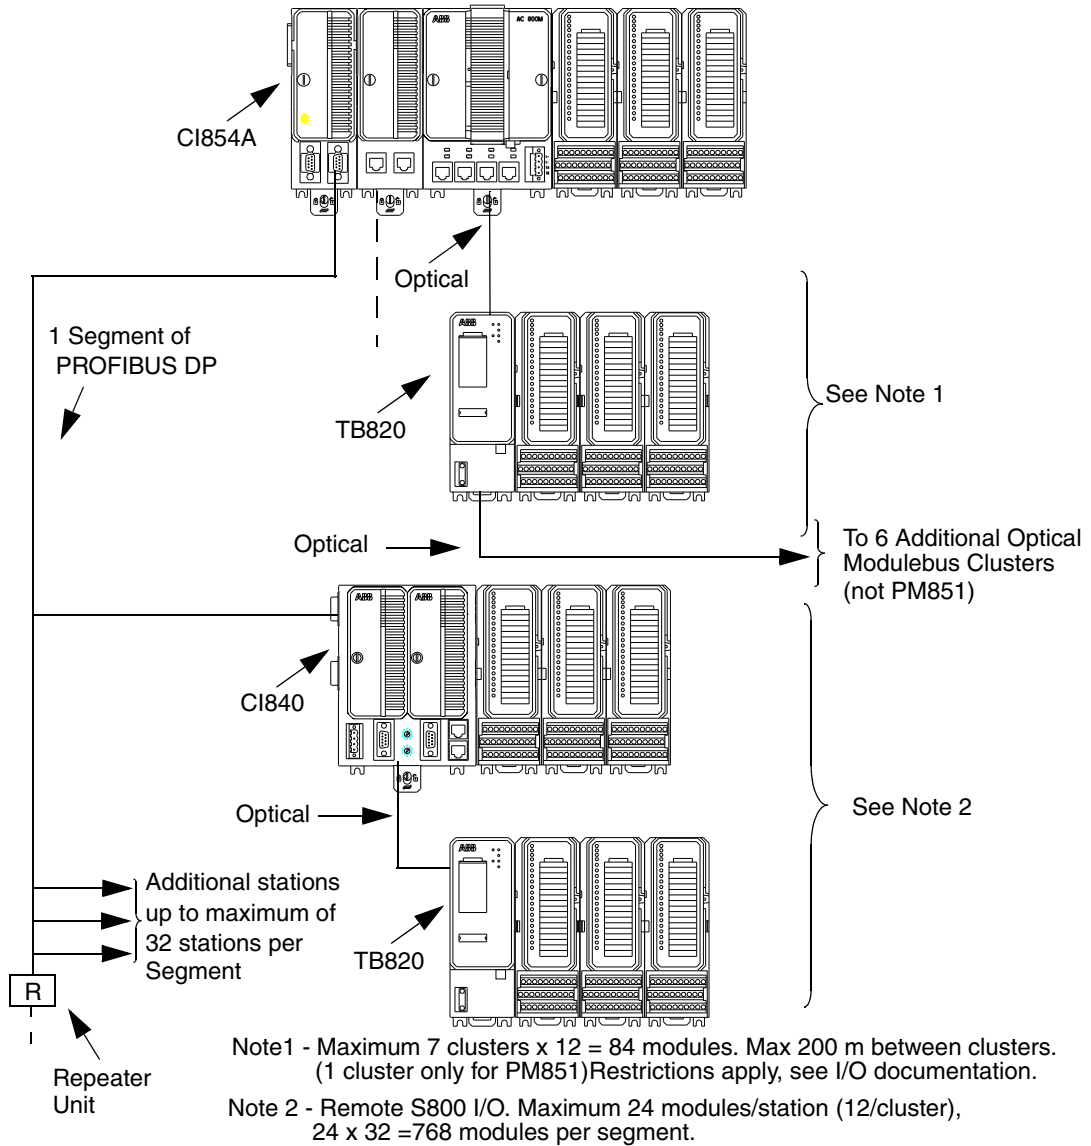 ABB
AC 800M
CI854A
Optical
1 Segment of
PROFIBUS DP
ABB
TB820
See Note 1
Optical
To 6 Additional Optical
Modulebus Clusters
(not PM851)
ABB
ABB
CI840
Optical
See Note 2
ABB
TB820
Additional stations
up to maximum of
32 stations per
Segment
R
Repeater
Unit
Note1 - Maximum 7 clusters x 12 = 84 modules. Max 200 m between clusters.
(1 cluster only for PM851)Restrictions apply, see I/O documentation.
Note 2 - Remote S800 I/O. Maximum 24 modules/station (12/cluster),
24 x 32 =768 modules per segment.